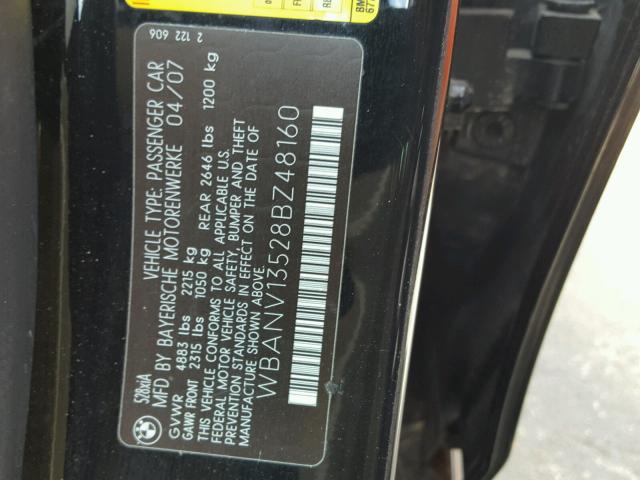 528xiA VEHICLE TYPE: PASSENGER CAR
MFD. BY BAYERISCHE MOTORENWERKE 04/07
GVWR 4883 lbs 2215 kg
GAWR FRONT 2315 lbs 1050 kg REAR 2646 lbs 1200 kg
THIS VEHICLE CONFORMS TO ALL APPLICABLE U.S.
FEDERAL MOTOR VEHICLE SAFETY, BUMPER AND THEFT
PREVENTION STANDARDS IN EFFECT ON THE DATE OF
MANUFACTURE SHOWN ABOVE.
WBANV13528BZ48160
2 122 606